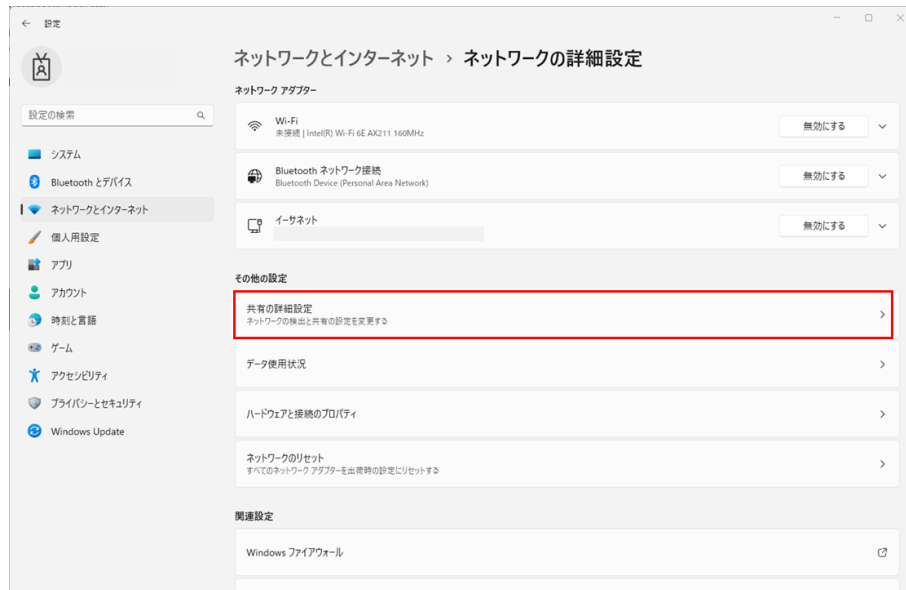 設定
ネットワークとインターネット › ネットワークの詳細設定
設定の検索
システム
Bluetooth とデバイス
ネットワークとインターネット
個人用設定
アプリ
アカウント
時刻と言語
ゲーム
アクセシビリティ
プライバシーとセキュリティ
Windows Update
ネットワーク アダプター
Wi-Fi
未接続 | Intel(R) Wi-Fi 6E AX211 160MHz
無効にする
Bluetooth ネットワーク接続
Bluetooth Device (Personal Area Network)
無効にする
イーサネット
無効にする
その他の設定
共有の詳細設定
ネットワークの検出と共有の設定を変更する
データ使用状況
ハードウェアと接続のプロパティ
ネットワークのリセット
すべてのネットワーク アダプターを出荷時の設定にリセットする
関連設定
Windows ファイアウォール